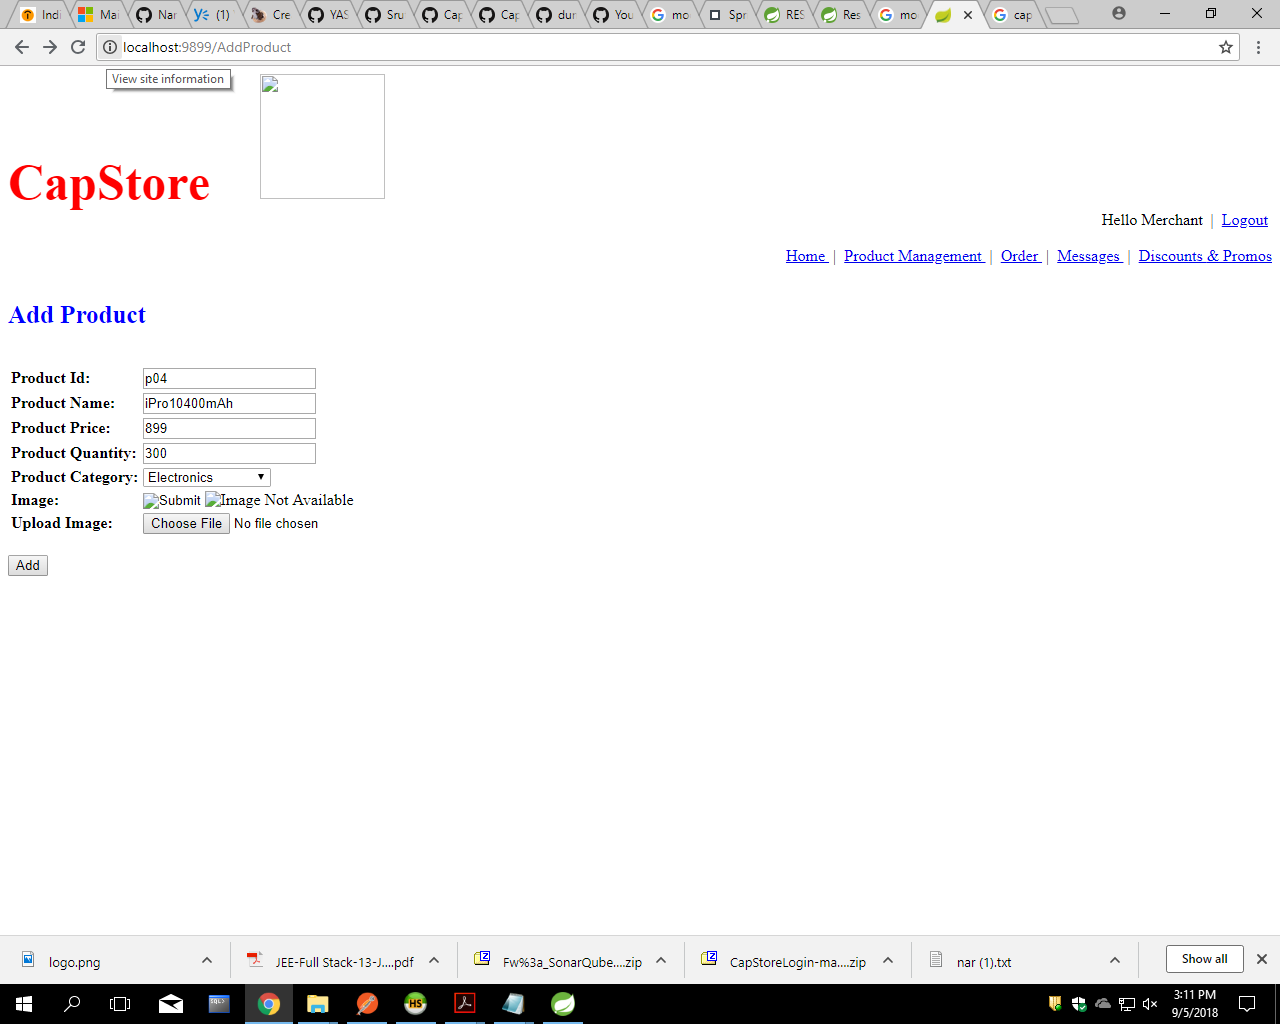 Indi
Mai
Nar
(1)
Cre
YAS
Sru
Cap
Cap
dur
You
mo
Spr
RES
Res
mo
cap
localhost:9899/AddProduct
View site information
CapStore
Hello Merchant | Logout
Home | Product Management | Order | Messages | Discounts & Promos
Add Product
Product Id: p04
Product Name: iPro10400mAh
Product Price: 899
Product Quantity: 300
Product Category: Electronics
Image: Submit Image Not Available
Upload Image: Choose File No file chosen
Add
logo.png
JEE-Full Stack-13-J....pdf
Fw%3a_SonarQube....zip
CapStoreLogin-ma....zip
nar (1).txt
Show all
SQL>
HS
3:11 PM
9/5/2018